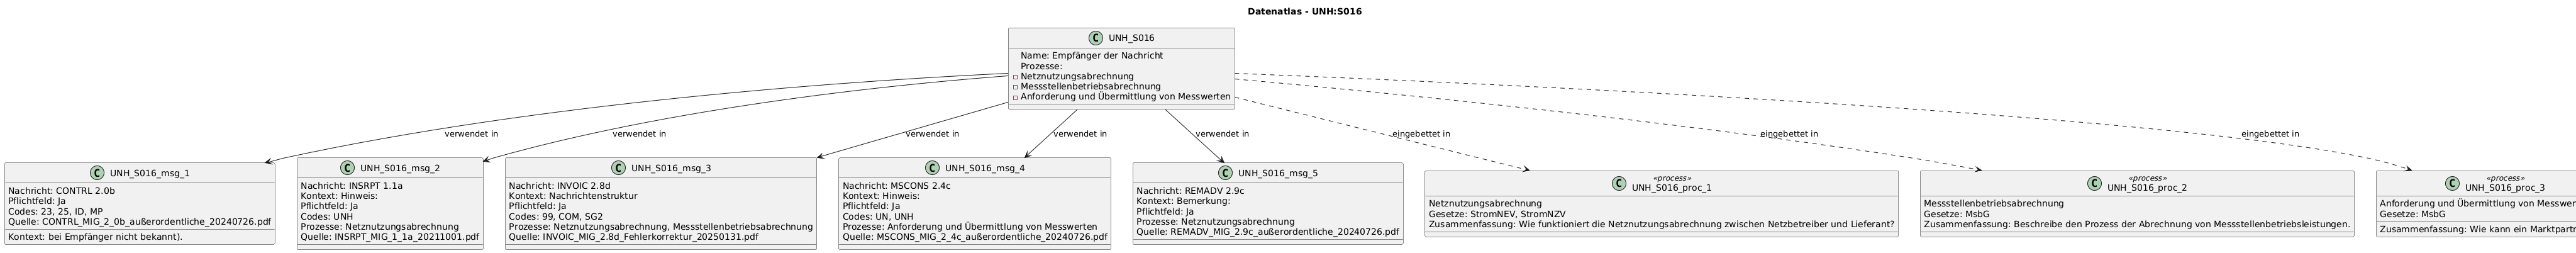 Datenatlas - UNH:S016
C UNH_S016
Name: Empfänger der Nachricht
Prozesse:
Netznutzungsabrechnung
Messstellenbetriebsabrechnung
Anforderung und Übermittlung von Messwerten
verwendet in
verwendet in
verwendet in
verwendet in
verwendet in
eingebettet in
eingebettet in
eingebettet in
C UNH_S016_msg_1
Nachricht: CONTRL 2.0b
Pflichtfeld: Ja
Codes: 23, 25, ID, MP
Quelle: CONTRL_MIG_2_0b_außerordentliche_20240726.pdf
Kontext: bei Empfänger nicht bekannt).
C UNH_S016_msg_2
Nachricht: INSRPT 1.1a
Kontext: Hinweis:
Pflichtfeld: Ja
Codes: UNH
Prozesse: Netznutzungsabrechnung
Quelle: INSRPT_MIG_1_1a_20211001.pdf
C UNH_S016_msg_3
Nachricht: INVOIC 2.8d
Kontext: Nachrichtenstruktur
Pflichtfeld: Ja
Codes: 99, COM, SG2
Prozesse: Netznutzungsabrechnung, Messstellenbetriebsabrechnung
Quelle: INVOIC_MIG_2.8d_Fehlerkorrektur_20250131.pdf
C UNH_S016_msg_4
Nachricht: MSCONS 2.4c
Kontext: Hinweis:
Pflichtfeld: Ja
Codes: UN, UNH
Prozesse: Anforderung und Übermittlung von Messwerten
Quelle: MSCONS_MIG_2_4c_außerordentliche_20240726.pdf
C UNH_S016_msg_5
Nachricht: REMADV 2.9c
Kontext: Bemerkung:
Pflichtfeld: Ja
Prozesse: Netznutzungsabrechnung
Quelle: REMADV_MIG_2.9c_außerordentliche_20240726.pdf
C «process»
UNH_S016_proc_1
Netznutzungsabrechnung
Gesetze: StromNEV, StromNZV
Zusammenfassung: Wie funktioniert die Netznutzungsabrechnung zwischen Netzbetreiber und Lieferant?
C «process»
UNH_S016_proc_2
Messstellenbetriebsabrechnung
Gesetze: MsbG
Zusammenfassung: Beschreibe den Prozess der Abrechnung von Messstellenbetriebsleistungen.
C «process»
UNH_S016_proc_3
Anforderung und Übermittlung von Messwer
Gesetze: MsbG
Zusammenfassung: Wie kann ein Marktpartn